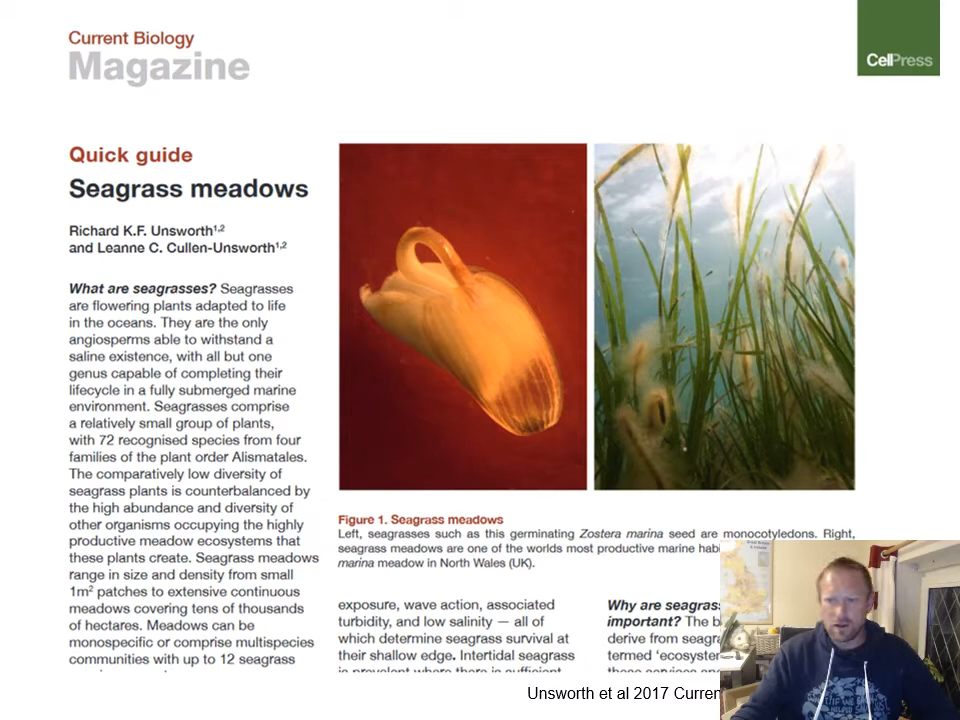 Current Biology
Magazine
CellPress
Quick guide
Seagrass meadows
Richard K.F. Unsworth¹,²
and Leanne C. Cullen-Unsworth¹,²
What are seagrasses? Seagrasses
are flowering plants adapted to life
in the oceans. They are the only
angiosperms able to withstand a
saline existence, with all but one
genus capable of completing their
lifecycle in a fully submerged marine
environment. Seagrasses comprise
a relatively small group of plants,
with 72 recognised species from four
families of the plant order Alismatales.
The comparatively low diversity of
seagrass plants is counterbalanced by
the high abundance and diversity of
other organisms occupying the highly
productive meadow ecosystems that
these plants create. Seagrass meadows
range in size and density from small
1m² patches to extensive continuous
meadows covering tens of thousands
of hectares. Meadows can be
monospecific or comprise multispecies
communities with up to 12 seagrass
Figure 1. Seagrass meadows
Left, seagrasses such as this germinating Zostera marina seed are monocotyledons. Right,
seagrass meadows are one of the worlds most productive marine
marina meadow in North Wales (UK).
exposure, wave action, associated
turbidity, and low salinity — all of
which determine seagrass survival at
their shallow edge. Intertidal seagrass
is prevalent where there is sufficient
Why are
important? The
derive from
termed
these services
Unsworth et al 2017